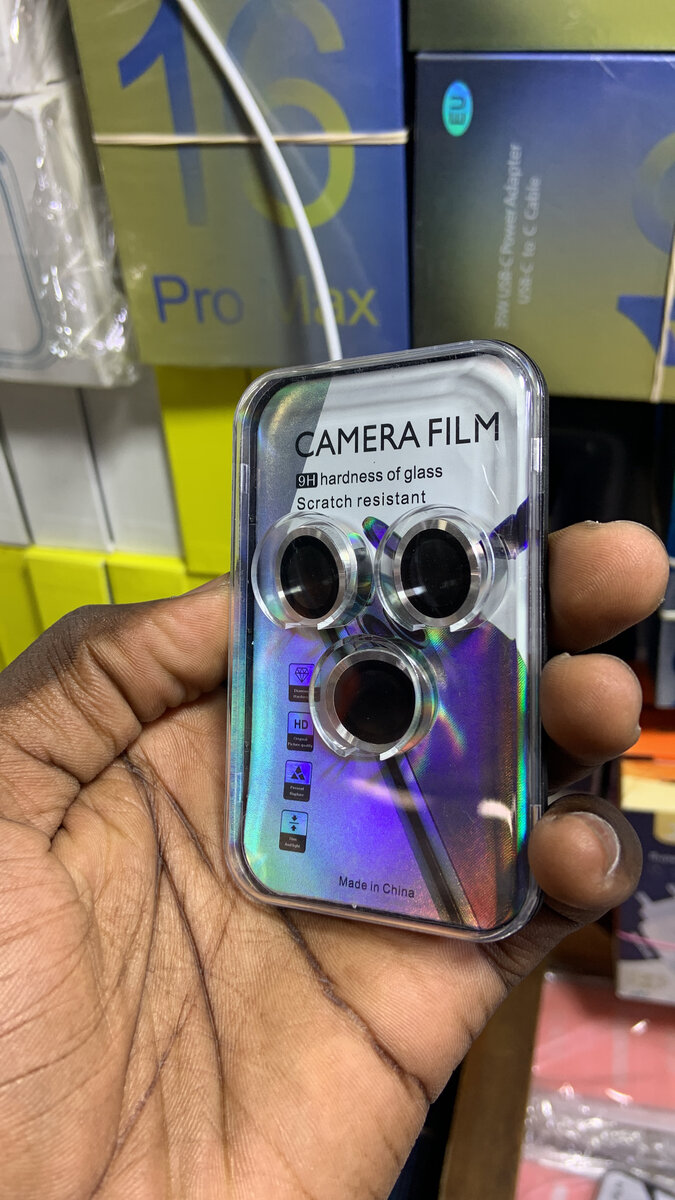 16
Pro Max
EU
35W USB-C Power Adapter
USB-C to C Cable
CAMERA FILM
9H hardness of glass
Scratch resistant
HD
Made in China